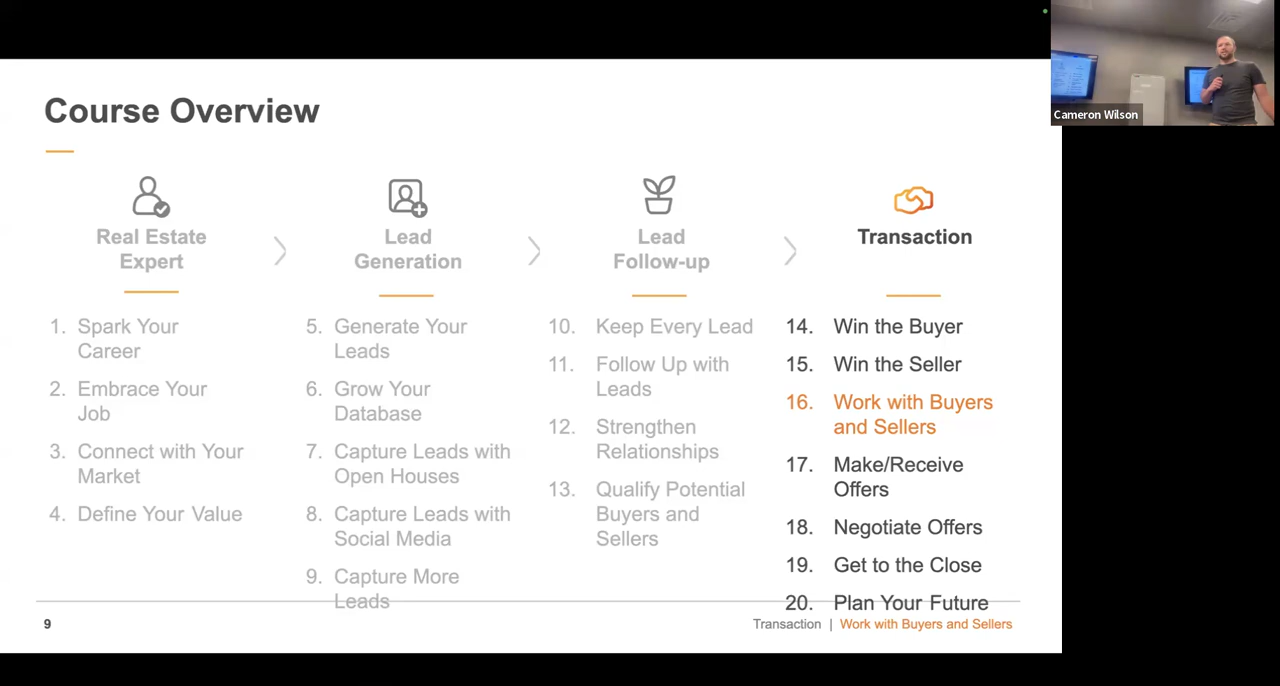 Course Overview
Cameron Wilson
Real Estate
Expert
1. Spark Your
Career
2. Embrace Your
Job
3. Connect with Your
Market
4. Define Your Value
Lead
Generation
5. Generate Your
Leads
6. Grow Your
Database
7. Capture Leads with
Open Houses
8. Capture Leads with
Social Media
9. Capture More
Leads
Lead
Follow-up
10. Keep Every Lead
11. Follow Up with
Leads
12. Strengthen
Relationships
13. Qualify Potential
Buyers and
Sellers
Transaction
14. Win the Buyer
15. Win the Seller
16. Work with Buyers
and Sellers
17. Make/Receive
Offers
18. Negotiate Offers
19. Get to the Close
20. Plan Your Future
9
Transaction | Work with Buyers and Sellers